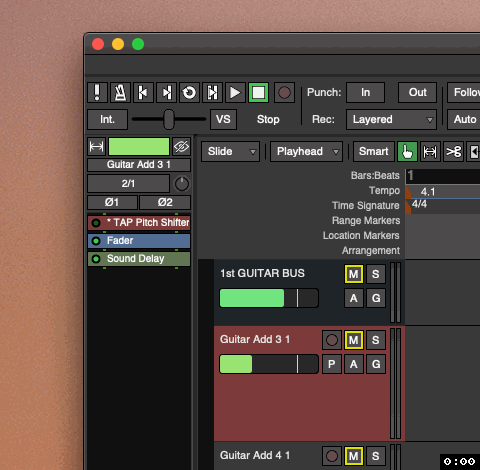 Punch: In Out Follow
Int. VS Stop Rec: Layered Auto
Guitar Add 3 1
2/1
Ø1 Ø2
* TAP Pitch Shifter
Fader
Sound Delay
Slide Playhead Smart
Bars:Beats 1
Tempo 4.1
Time Signature 4/4
Range Markers
Location Markers
Arrangement
1st GUITAR BUS M S
A G
Guitar Add 3 1 M S
P A G
Guitar Add 4 1 M S
0:00